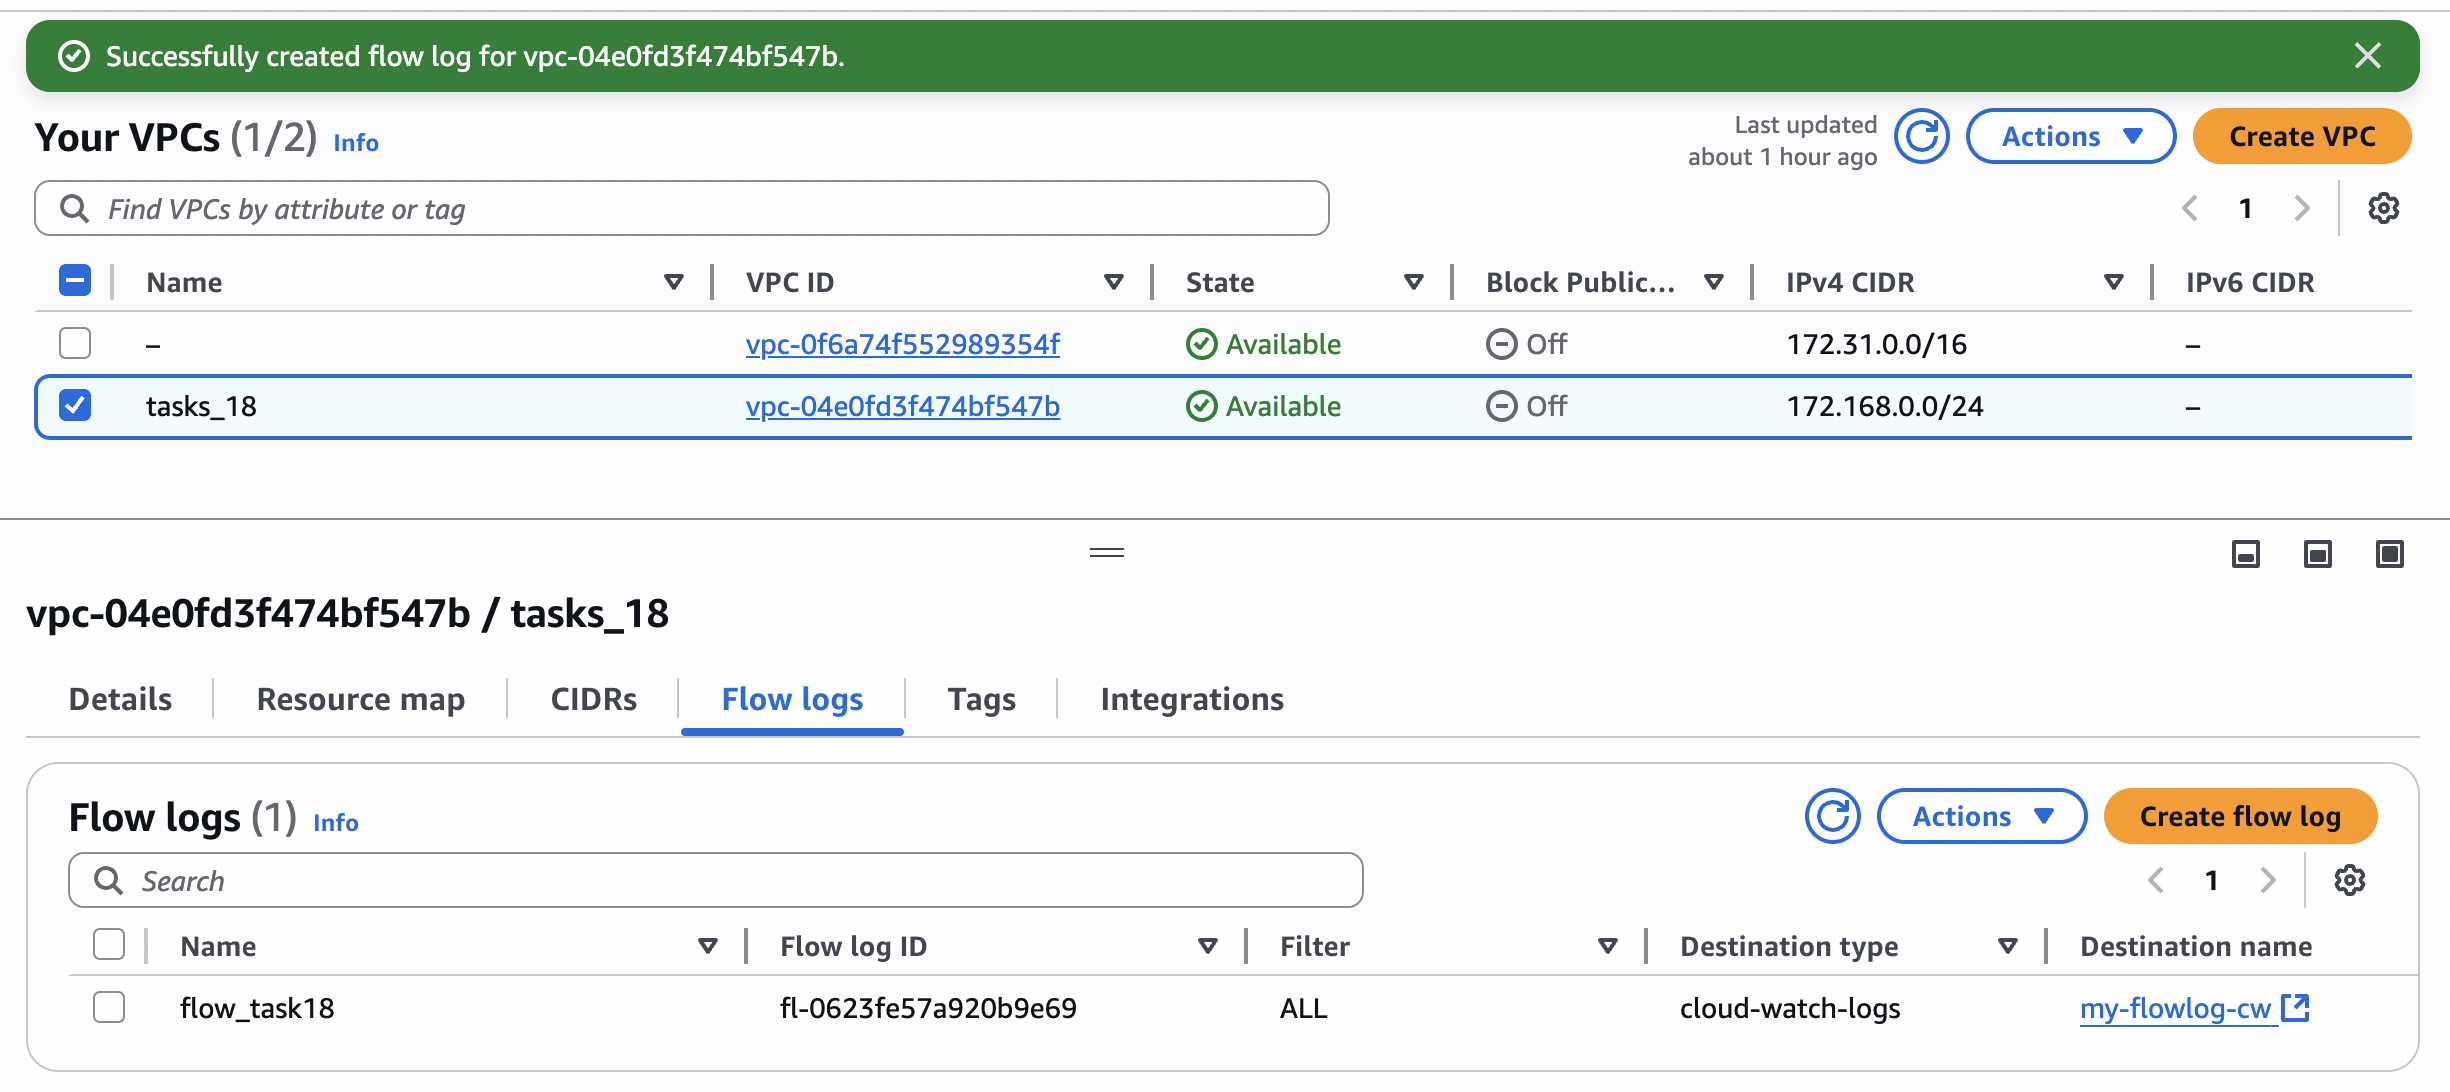 Successfully created flow log for vpc-04e0fd3f474bf547b.
Your VPCs (1/2) Info
Last updated
about 1 hour ago
Actions
Create VPC
Find VPCs by attribute or tag
1
Name VPC ID State Block Public... IPv4 CIDR IPv6 CIDR
– vpc-0f6a74f552989354f Available Off 172.31.0.0/16 –
tasks_18 vpc-04e0fd3f474bf547b Available Off 172.168.0.0/24 –
vpc-04e0fd3f474bf547b / tasks_18
Details Resource map CIDRs Flow logs Tags Integrations
Flow logs (1) Info
Actions
Create flow log
Search
1
Name Flow log ID Filter Destination type Destination name
flow_task18 fl-0623fe57a920b9e69 ALL cloud-watch-logs my-flowlog-cw